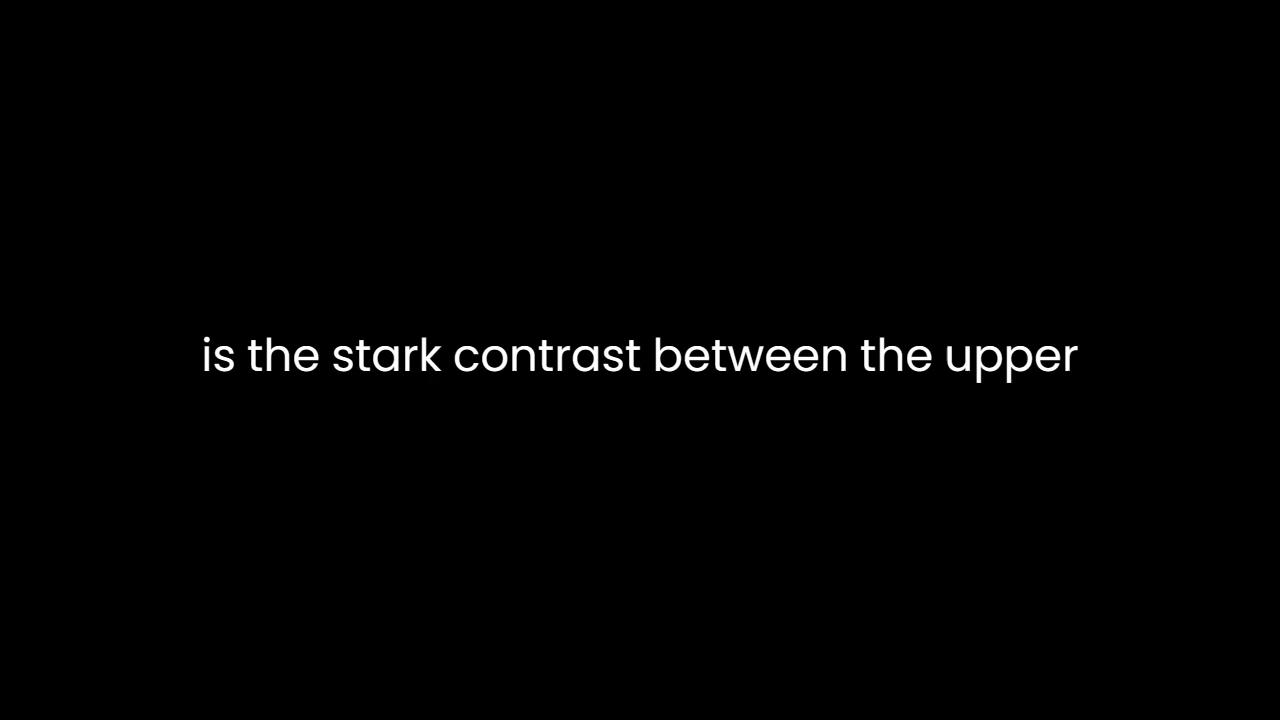 is the stark contrast between the upper